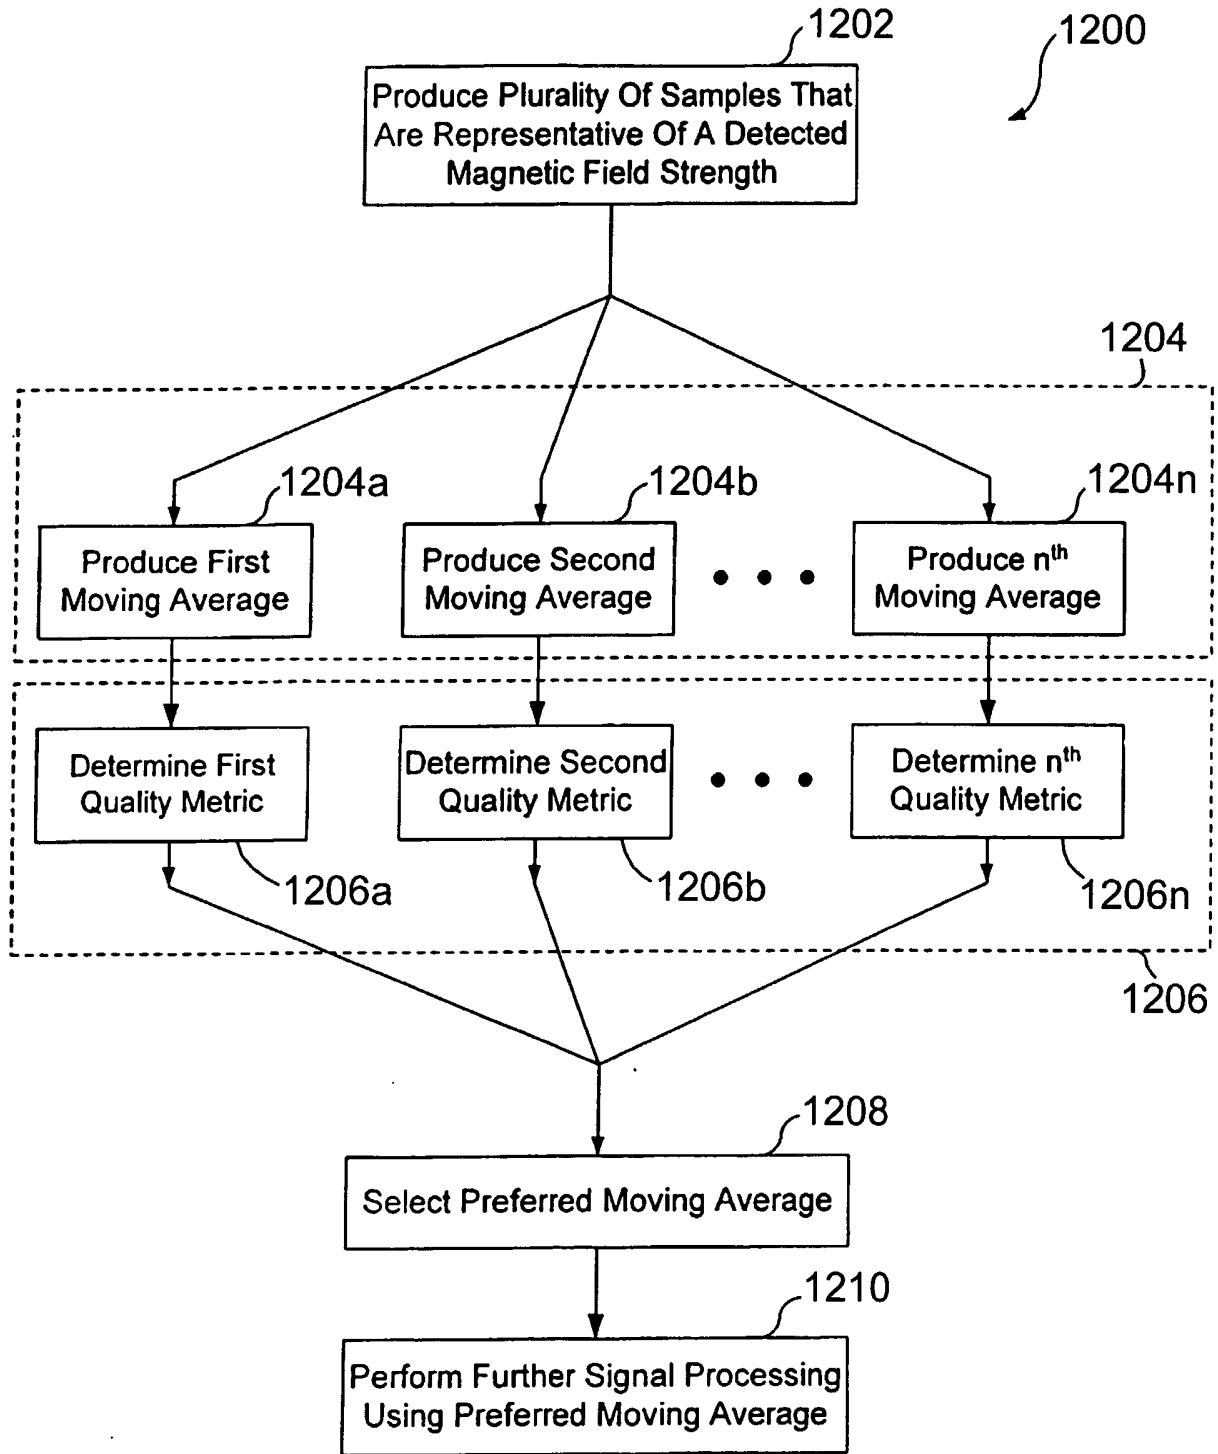 1202
1200
Produce Plurality Of Samples That
Are Representative Of A Detected
Magnetic Field Strength
1204
1204a
1204b
1204n
Produce First
Moving Average
Produce Second
Moving Average
Produce nth
Moving Average
Determine First
Quality Metric
Determine Second
Quality Metric
Determine nth
Quality Metric
1206a
1206b
1206n
1206
1208
Select Preferred Moving Average
1210
Perform Further Signal Processing
Using Preferred Moving Average